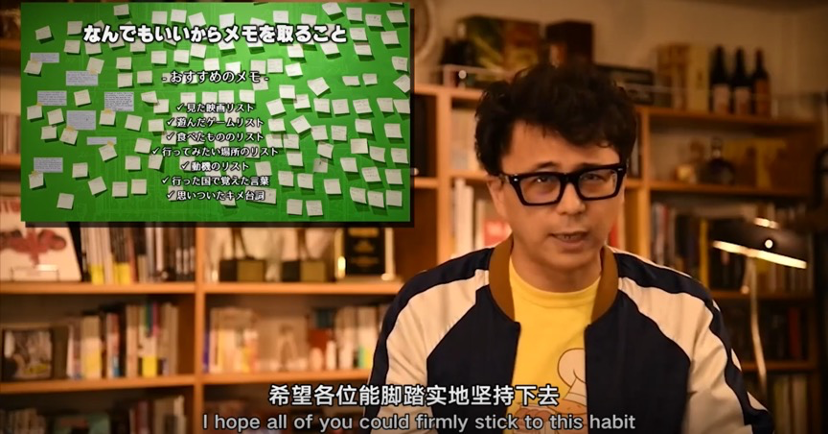 なんでもいいからメモを取ること
-おすすめのメモ-
✓見た映画リスト
✓遊んだゲームリスト
✓食べたもののリスト
✓行ってみたい場所のリスト
✓動機のリスト
✓行った国で覚えた言葉
✓思いついたキメ台詞
希望各位能脚踏实地坚持下去
I hope all of you could firmly stick to this habit